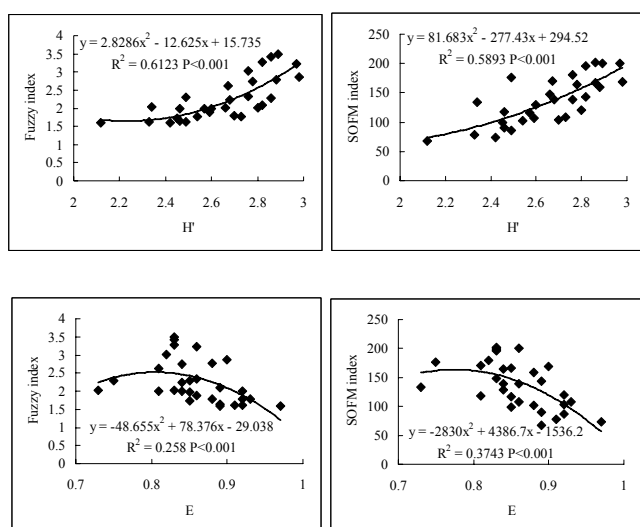 y = 2.8286x² - 12.625x + 15.735
R² = 0.6123 P<0.001
Fuzzy index
4
3.5
3
2.5
2
1.5
1
0.5
0
2 2.2 2.4 2.6 2.8 3
H'
y = 81.683x² - 277.43x + 294.52
R² = 0.5893 P<0.001
SOFM index
250
200
150
100
50
0
2 2.2 2.4 2.6 2.8 3
H'
Fuzzy index
4
3.5
3
2.5
2
1.5
1
0.5
0
y = -48.655x² + 78.376x - 29.038
R² = 0.258 P<0.001
0.7 0.8 0.9 1
E
SOFM index
250
200
150
100
50
0
y = -2830x² + 4386.7x - 1536.2
R² = 0.3743 P<0.001
0.7 0.8 0.9 1
E